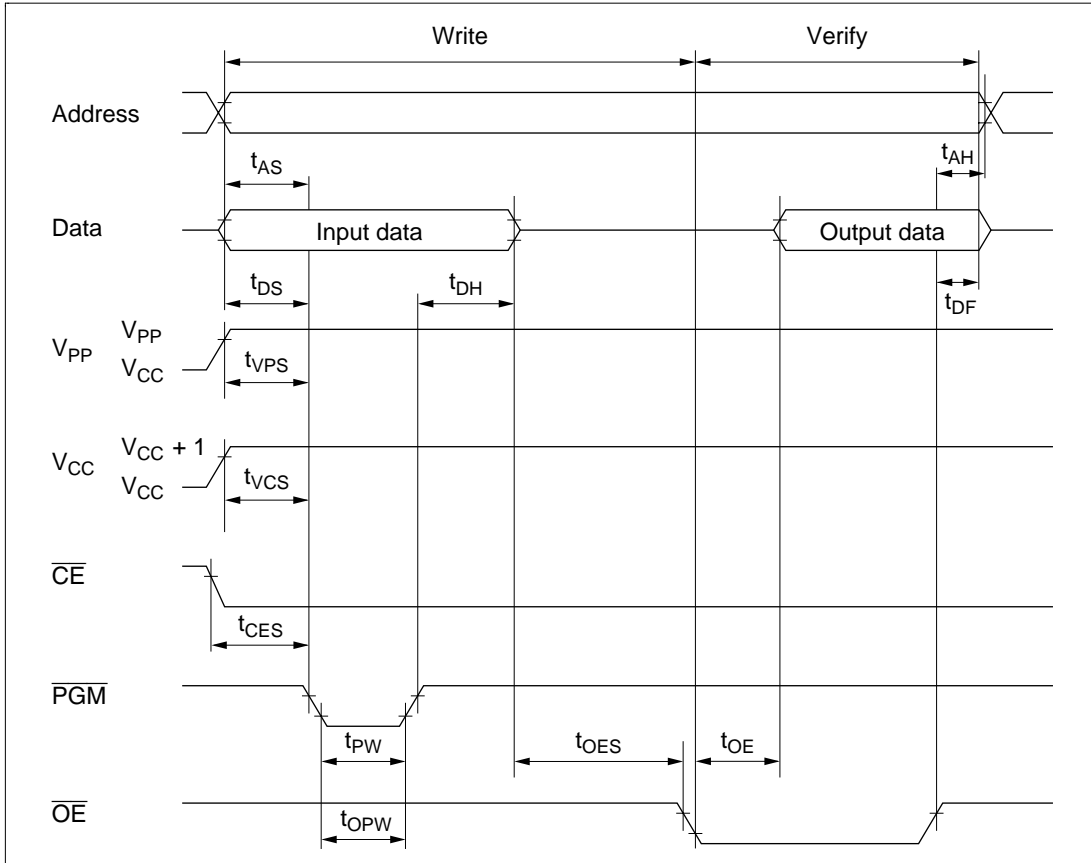 Write Verify
Address
tAS tAH
Data Input data Output data
tDS tDH tDF
VPP VPP
VCC
tVPS
VCC VCC + 1
VCC
tVCS
CE
tCES
PGM
tPW tOES tOE
OE
tOPW